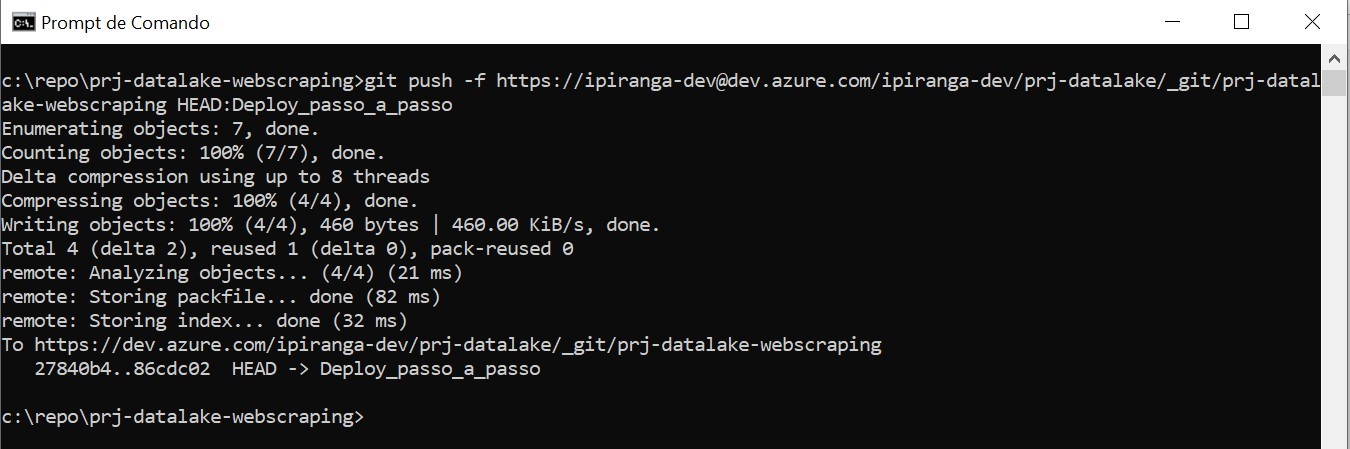 Prompt de Comando
c:\repo\prj-datalake-webscraping>git push -f https://ipiranga-dev@dev.azure.com/ipiranga-dev/prj-datalake/_git/prj-datal
ake-webscraping HEAD:Deploy_passo_a_passo
Enumerating objects: 7, done.
Counting objects: 100% (7/7), done.
Delta compression using up to 8 threads
Compressing objects: 100% (4/4), done.
Writing objects: 100% (4/4), 460 bytes | 460.00 KiB/s, done.
Total 4 (delta 2), reused 1 (delta 0), pack-reused 0
remote: Analyzing objects... (4/4) (21 ms)
remote: Storing packfile... done (82 ms)
remote: Storing index... done (32 ms)
To https://dev.azure.com/ipiranga-dev/prj-datalake/_git/prj-datalake-webscraping
   27840b4..86cdc02  HEAD -> Deploy_passo_a_passo
c:\repo\prj-datalake-webscraping>